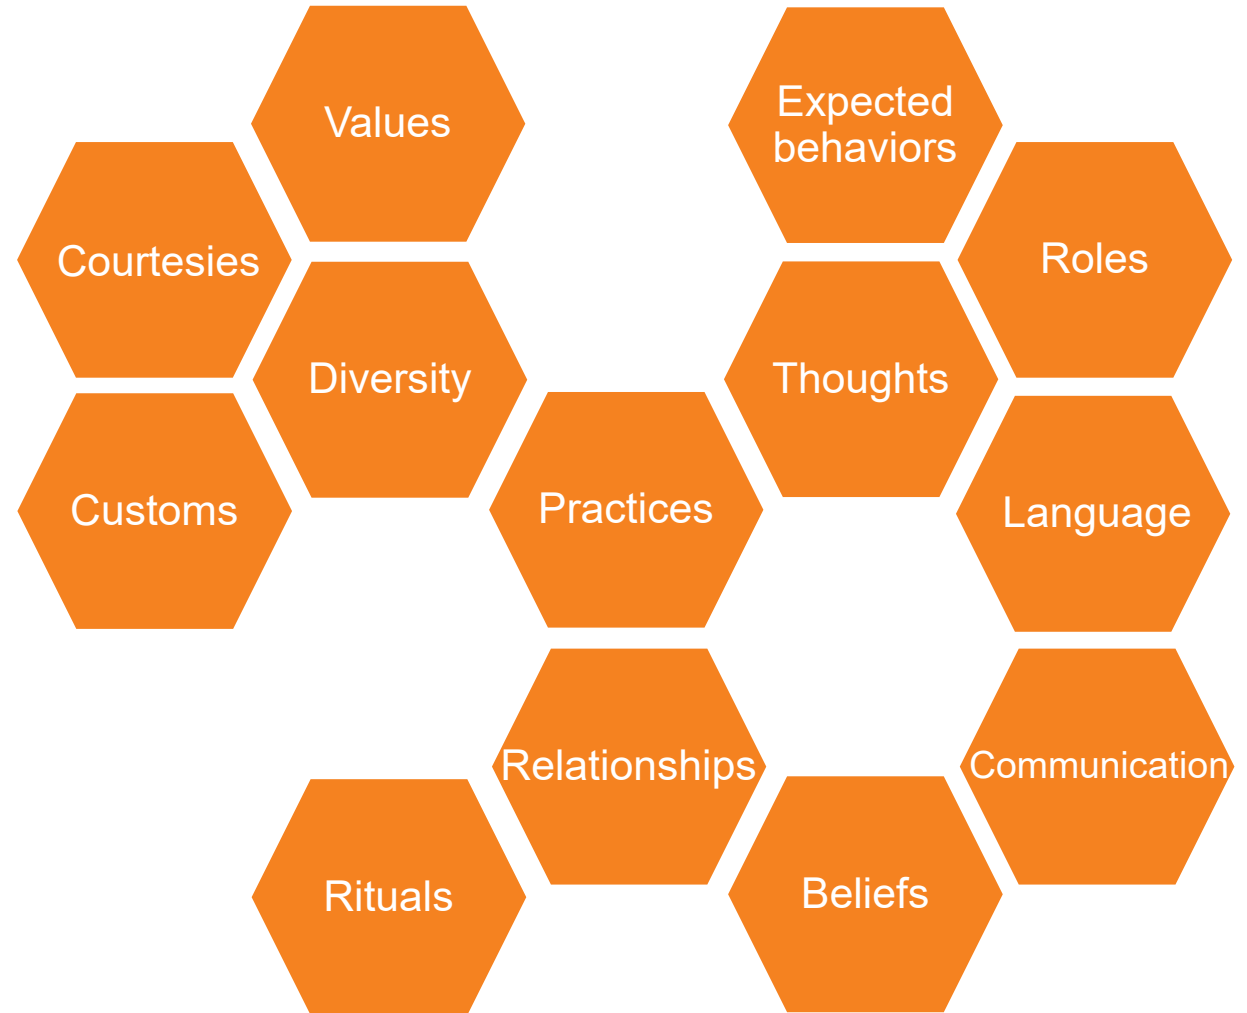 Values
Expected
behaviors
Courtesies
Roles
Diversity
Thoughts
Customs
Practices
Language
Relationships
Communication
Rituals
Beliefs